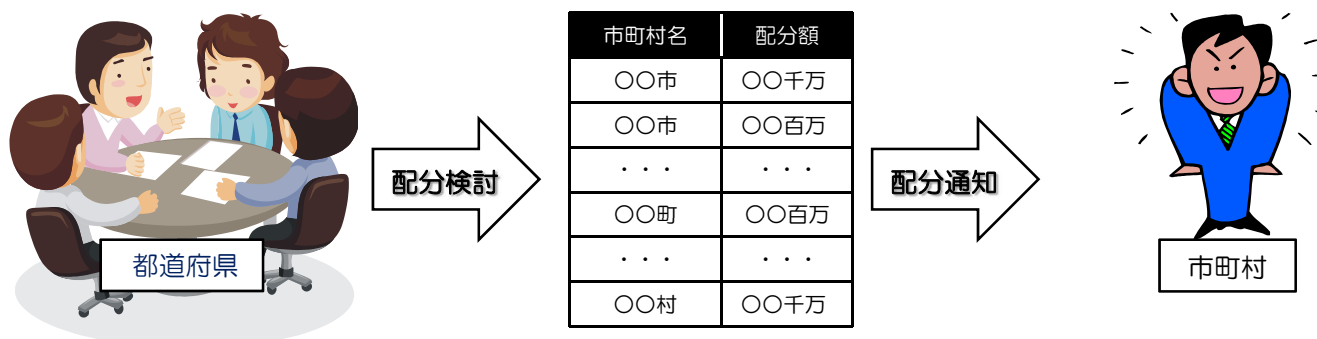 都道府県
配分検討
市町村名 配分額
〇〇市 〇〇千万
〇〇市 〇〇百万
・・・ ・・・
〇〇町 〇〇百万
・・・ ・・・
〇〇村 〇〇千万
配分通知
市町村